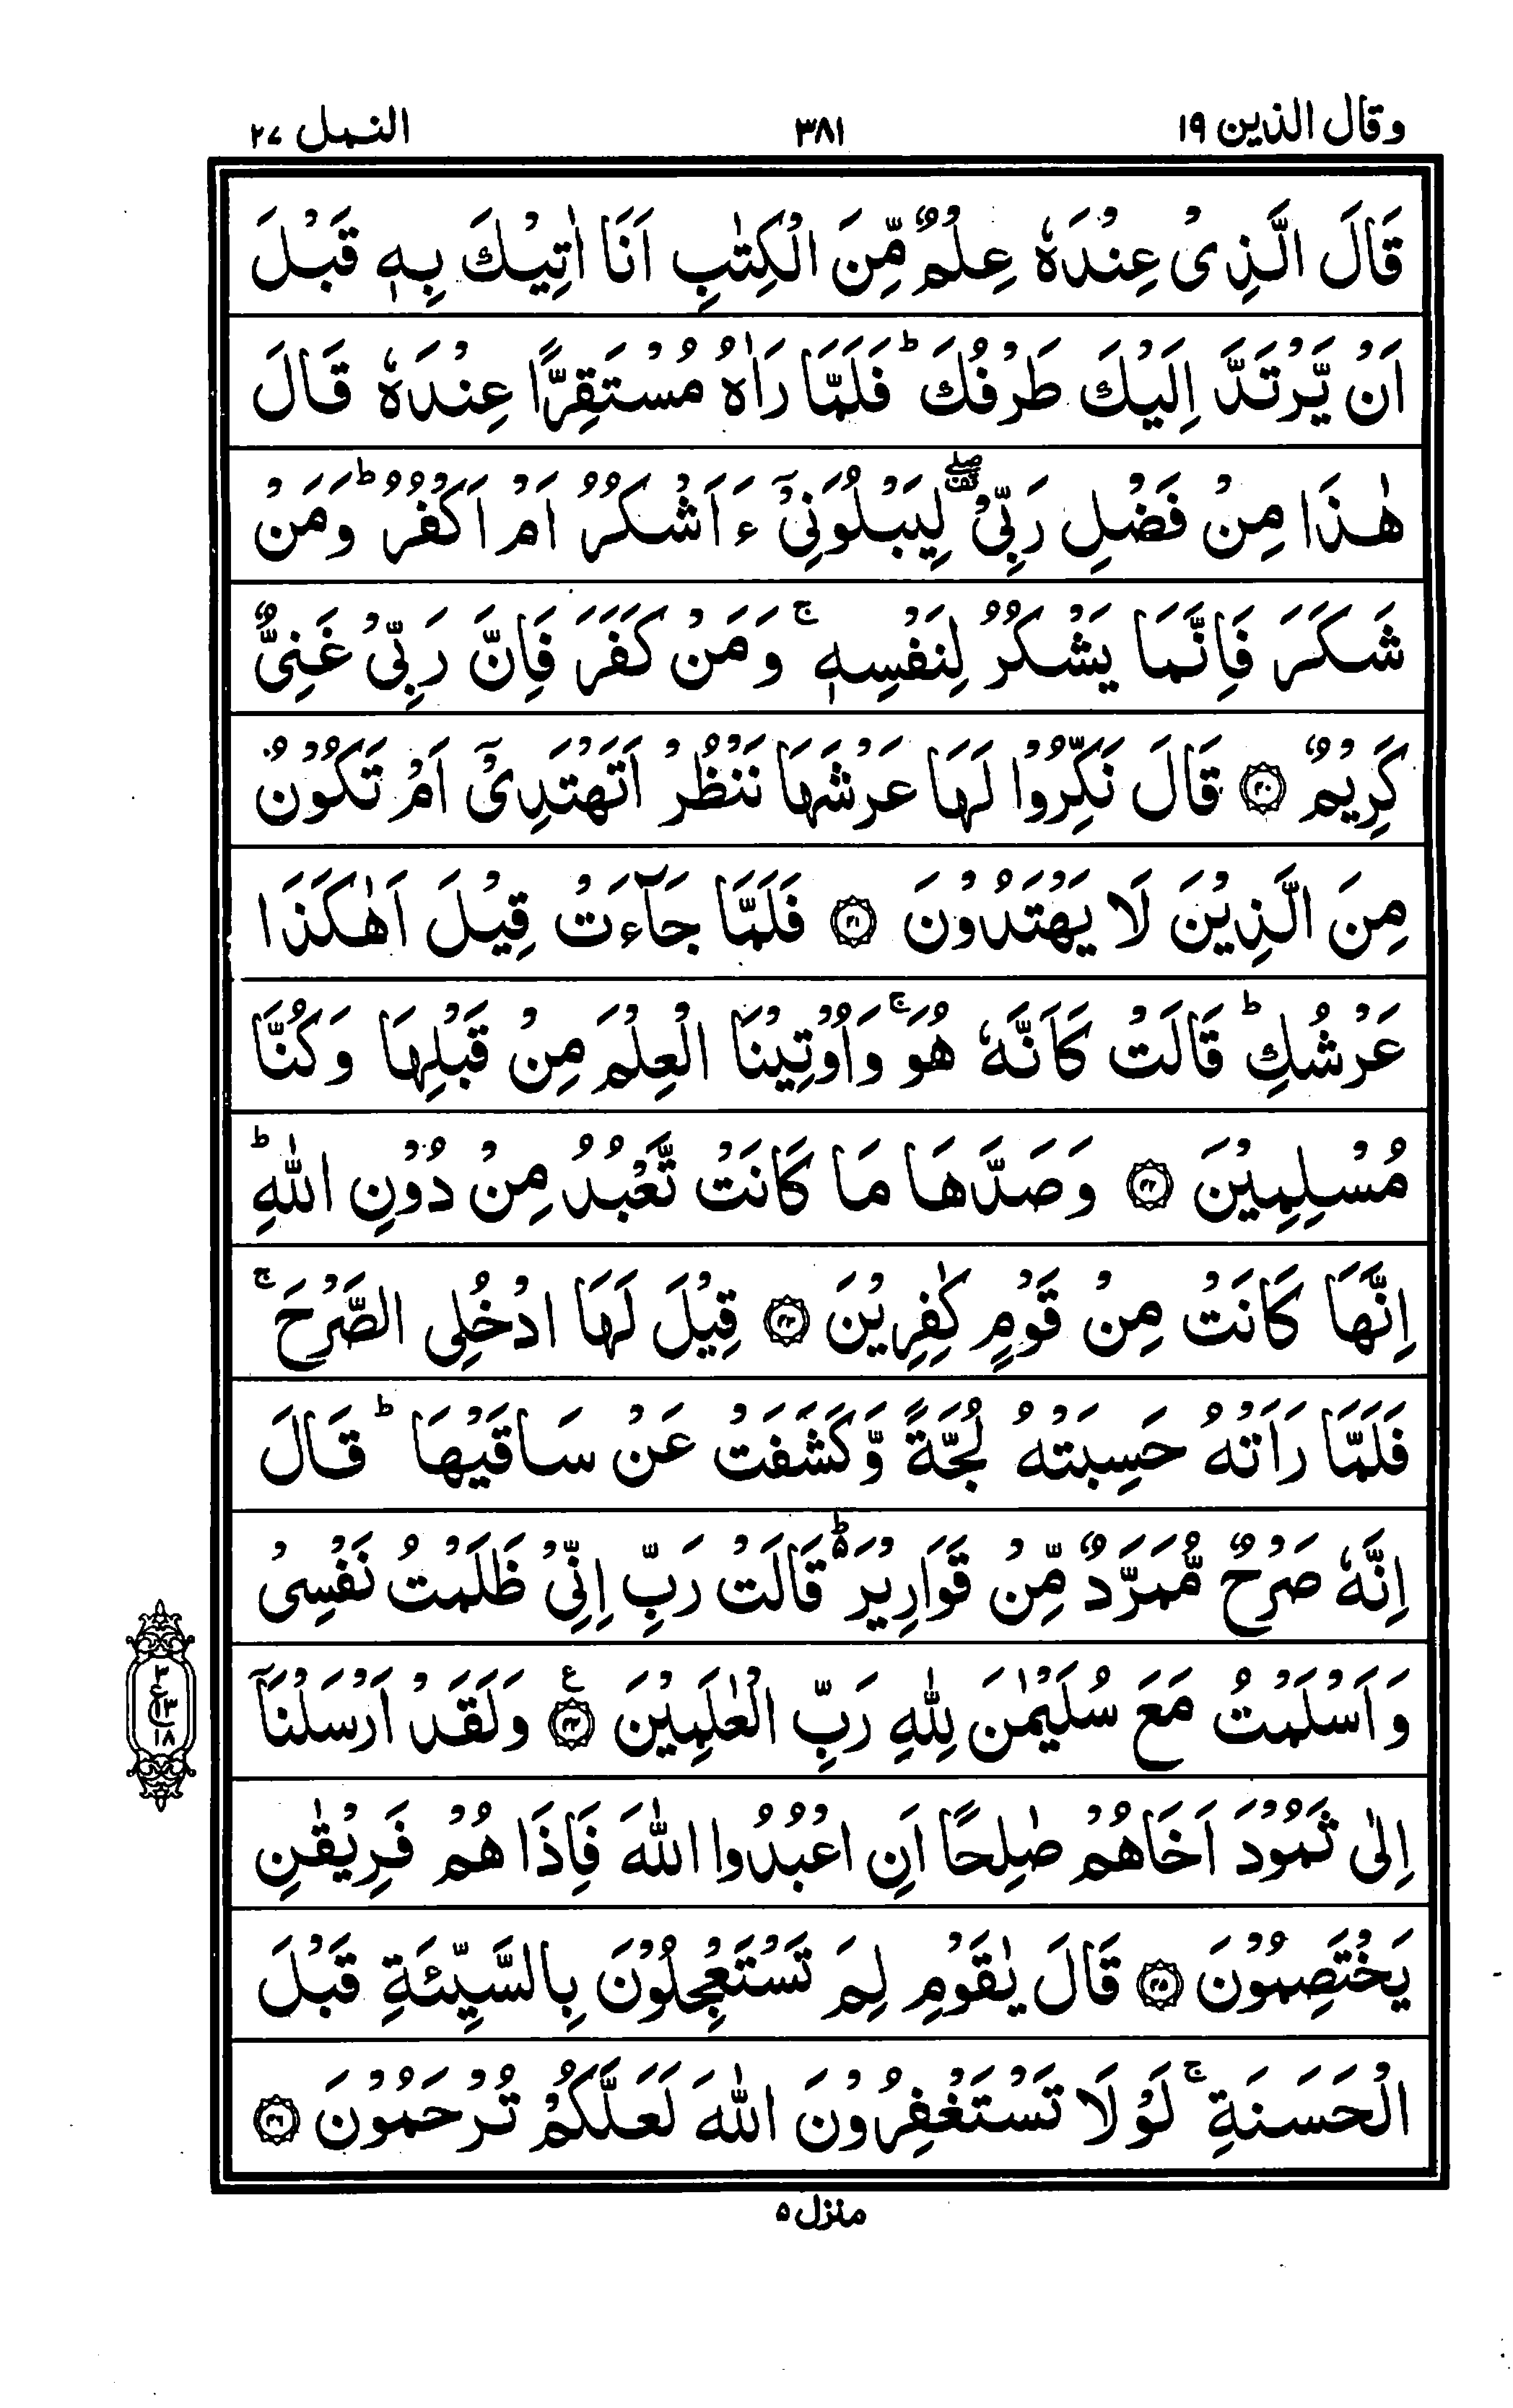 وقال الذين ١٩ ٣٨١ النمل ٢٧
قَالَ الَّذِىْ عِنْدَهٗ عِلْمٌ مِّنَ الْكِتٰبِ اَنَا اٰتِيْكَ بِهٖ قَبْلَ
اَنْ يَّرْتَدَّ اِلَيْكَ طَرْفُكَ ؕ فَلَمَّا رَاٰهُ مُسْتَقِرًّا عِنْدَهٗ قَالَ
هٰذَا مِنْ فَضْلِ رَبِّىْ ۖ لِيَبْلُوَنِىْٓ ءَاَشْكُرُ اَمْ اَكْفُرُ ؕ وَمَنْ
شَكَرَ فَاِنَّمَا يَشْكُرُ لِنَفْسِهٖ ۚ وَمَنْ كَفَرَ فَاِنَّ رَبِّىْ غَنِىٌّ
كَرِيْمٌ ۝٤٠ قَالَ نَكِّرُوْا لَهَا عَرْشَهَا نَنْظُرْ اَتَهْتَدِىْٓ اَمْ تَكُوْنُ
مِنَ الَّذِيْنَ لَا يَهْتَدُوْنَ ۝٤١ فَلَمَّا جَآءَتْ قِيْلَ اَهٰكَذَا
عَرْشُكِ ؕ قَالَتْ كَاَنَّهٗ هُوَ ۚ وَاُوْتِيْنَا الْعِلْمَ مِنْ قَبْلِهَا وَكُنَّا
مُسْلِمِيْنَ ۝٤٢ وَصَدَّهَا مَا كَانَتْ تَّعْبُدُ مِنْ دُوْنِ اللّٰهِ ؕ
اِنَّهَا كَانَتْ مِنْ قَوْمٍ كٰفِرِيْنَ ۝٤٣ قِيْلَ لَهَا ادْخُلِى الصَّرْحَ ۚ
فَلَمَّا رَاَتْهُ حَسِبَتْهُ لُجَّةً وَّكَشَفَتْ عَنْ سَاقَيْهَا ؕ قَالَ
اِنَّهٗ صَرْحٌ مُّمَرَّدٌ مِّنْ قَوَارِيْرَ ۥؕ قَالَتْ رَبِّ اِنِّىْ ظَلَمْتُ نَفْسِىْ
وَاَسْلَمْتُ مَعَ سُلَيْمٰنَ لِلّٰهِ رَبِّ الْعٰلَمِيْنَ ۝٤٤ ع وَلَقَدْ اَرْسَلْنَآ
٣
ع١٣
١٨
اِلٰى ثَمُوْدَ اَخَاهُمْ صٰلِحًا اَنِ اعْبُدُوا اللّٰهَ فَاِذَا هُمْ فَرِيْقٰنِ
يَخْتَصِمُوْنَ ۝٤٥ قَالَ يٰقَوْمِ لِمَ تَسْتَعْجِلُوْنَ بِالسَّيِّئَةِ قَبْلَ
الْحَسَنَةِ ۚ لَوْلَا تَسْتَغْفِرُوْنَ اللّٰهَ لَعَلَّكُمْ تُرْحَمُوْنَ ۝٤٦
منزل ٥